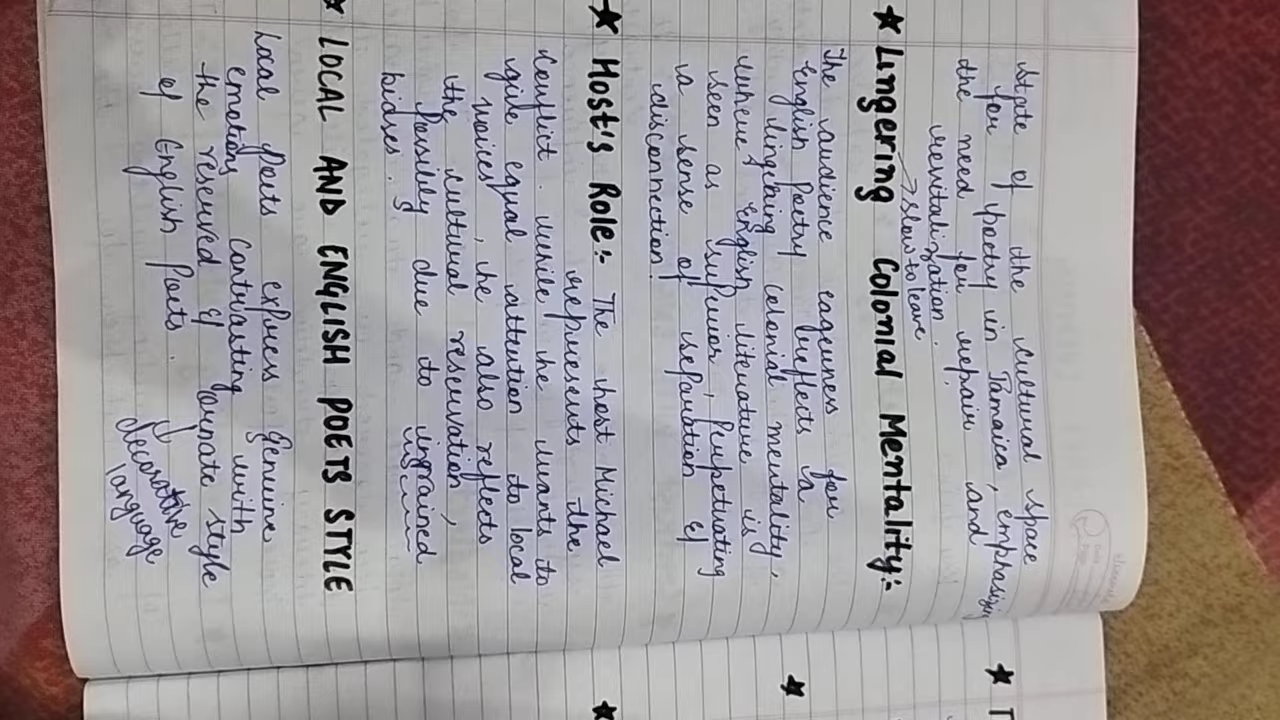 state of the cultural space
for poetry in Jamaica, emphasizing
the need for repair and
revitalization.
→ slow to leave
★ Lingering Colonial Mentality:-
The audience eagerness for
English Poetry reflects a
lingering colonial mentality,
where English literature is
seen as superior, perpetuating
a sense of separation &
disconnection.
★ Host's Role:- The host Michael
represents the
conflict. while he wants to
give equal attention to local
voices, he also reflects
the cultural reservation,
Possibly due to ingrained
bidses.
★ LOCAL AND ENGLISH POETS STYLE
Local Poets express genuine
emotions contrasting with
the reserved & ornate style
of English Poets.
↓
decorative
language
★
★
★